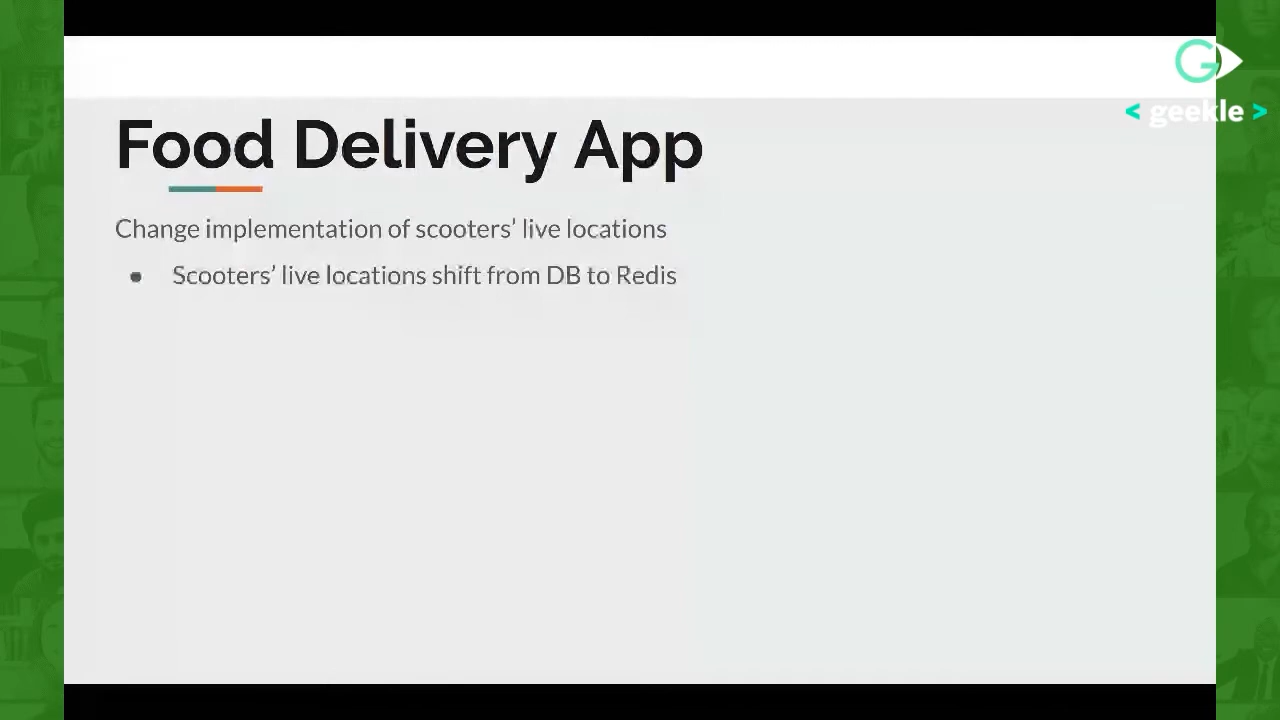 Food Delivery App
< geekle >
Change implementation of scooters’ live locations
● Scooters’ live locations shift from DB to Redis